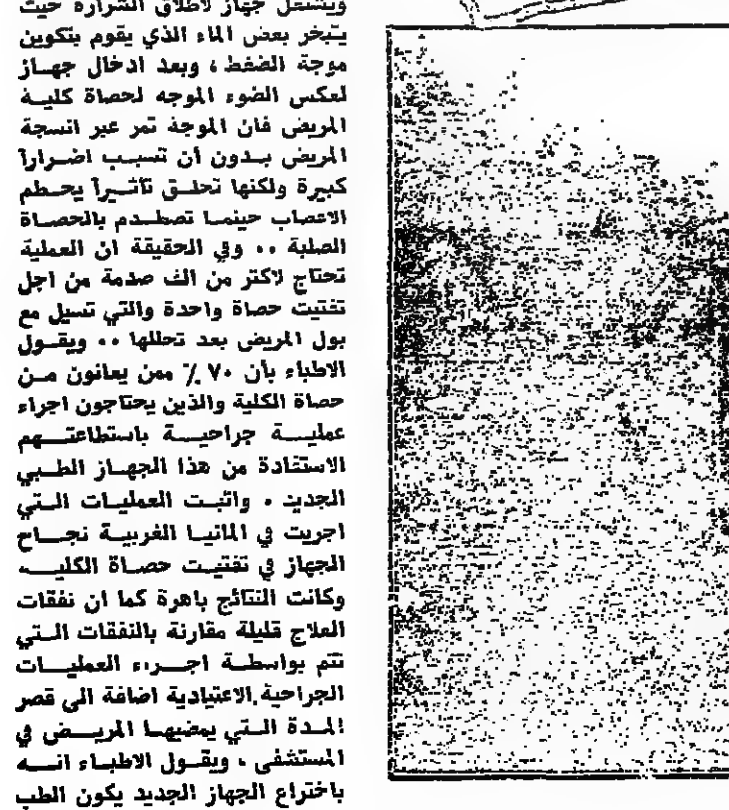 ويشتعل جهاز لاطلاق الشرارة حيث
يتبخر بعض الماء الذي يقوم بتكوين
موجة الضغط ، وبعد ادخال جهاز
لعكس الضوء الموجه لحصاة كلية
المريض فان الموجة تمر عبر انسجة
المريض بدون أن تسبب اضراراً
كبيرة ولكنها تخلق تأثيراً يحطم
الاعصاب حينما تصطدم بالحصاة
الصلبة .. وفي الحقيقة ان العملية
تحتاج لاكثر من الف صدمة من اجل
تفتيت حصاة واحدة والتي تسيل مع
بول المريض بعد تحللها .. ويقول
الاطباء بأن ٧٠ ٪ ممن يعانون من
حصاة الكلية والذين يحتاجون اجراء
عملية جراحية باستطاعتهم
الاستفادة من هذا الجهاز الطبي
الجديد . واثبت العمليات التي
اجريت في المانيا الغربية نجاح
الجهاز في تفتيت حصاة الكلية
وكانت النتائج باهرة كما ان نفقات
العلاج قليلة مقارنة بالنفقات التي
تتم بواسطة اجراء العمليات
الجراحية الاعتيادية اضافة الى قصر
المدة التي يمضيها المريض في
المستشفى ، ويقول الاطباء انه
باختراع الجهاز الجديد يكون الطب